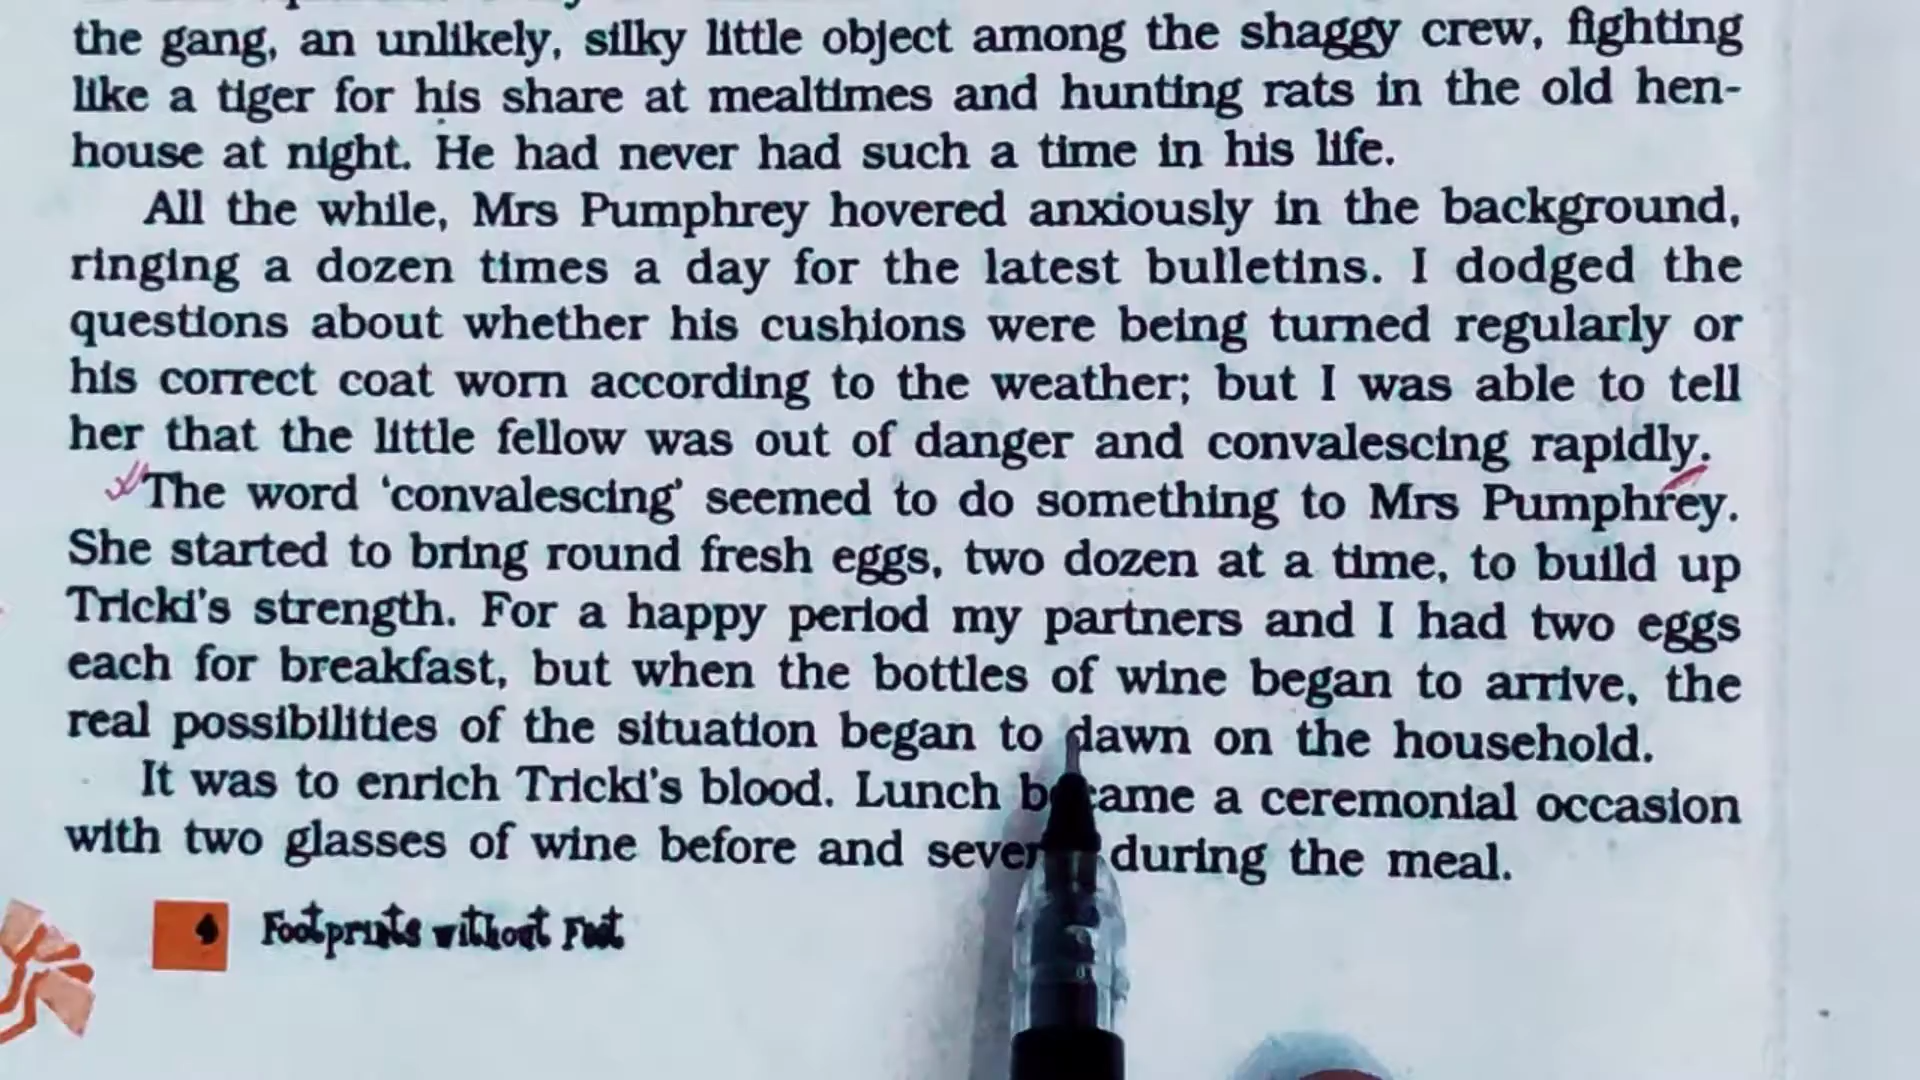 the gang, an unlikely, silky little object among the shaggy crew, fighting
like a tiger for his share at mealtimes and hunting rats in the old hen-
house at night. He had never had such a time in his life.
All the while, Mrs Pumphrey hovered anxiously in the background,
ringing a dozen times a day for the latest bulletins. I dodged the
questions about whether his cushions were being turned regularly or
his correct coat worn according to the weather; but I was able to tell
her that the little fellow was out of danger and convalescing rapidly.
The word ‘convalescing’ seemed to do something to Mrs Pumphrey.
She started to bring round fresh eggs, two dozen at a time, to build up
Tricki's strength. For a happy period my partners and I had two eggs
each for breakfast, but when the bottles of wine began to arrive, the
real possibilities of the situation began to dawn on the household.
It was to enrich Tricki's blood. Lunch became a ceremonial occasion
with two glasses of wine before and several during the meal.
Footprints without Feet